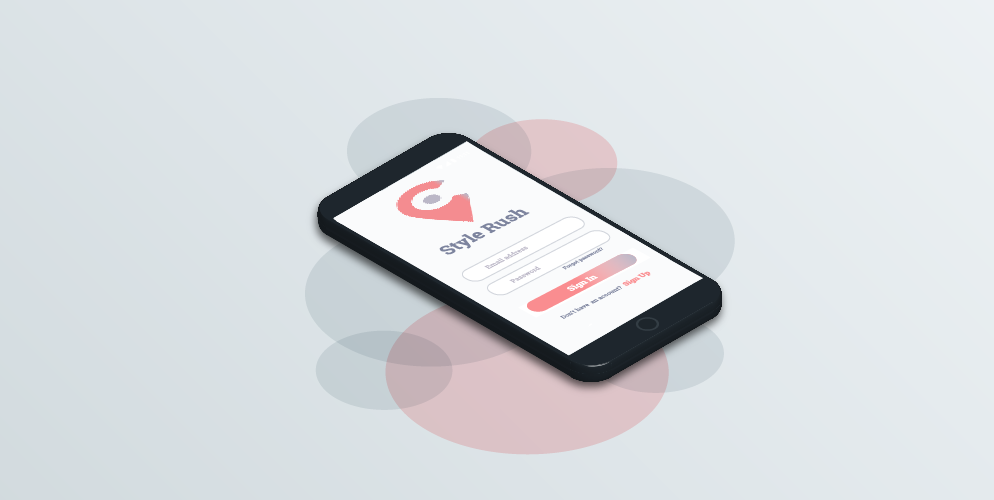 Style Rush
Email address
Password
Forgot password?
Sign In
Don't have an account? Sign Up